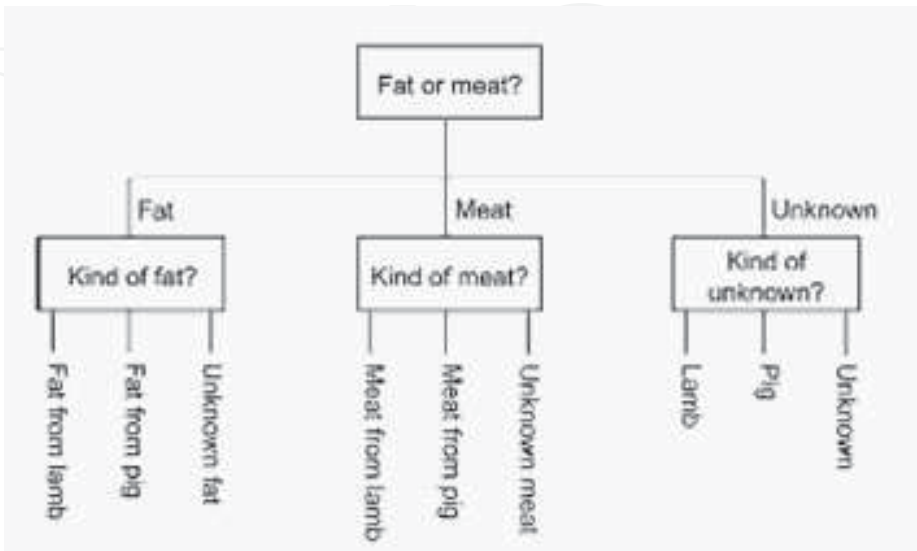 Fat or meat?
Fat
Meat
Unknown
Kind of fat?
Kind of meat?
Kind of
unknown?
Fat from lamb
Fat from pig
Unknown fat
Meat from lamb
Meat from pig
Unknown meat
Lamb
Pig
Unknown